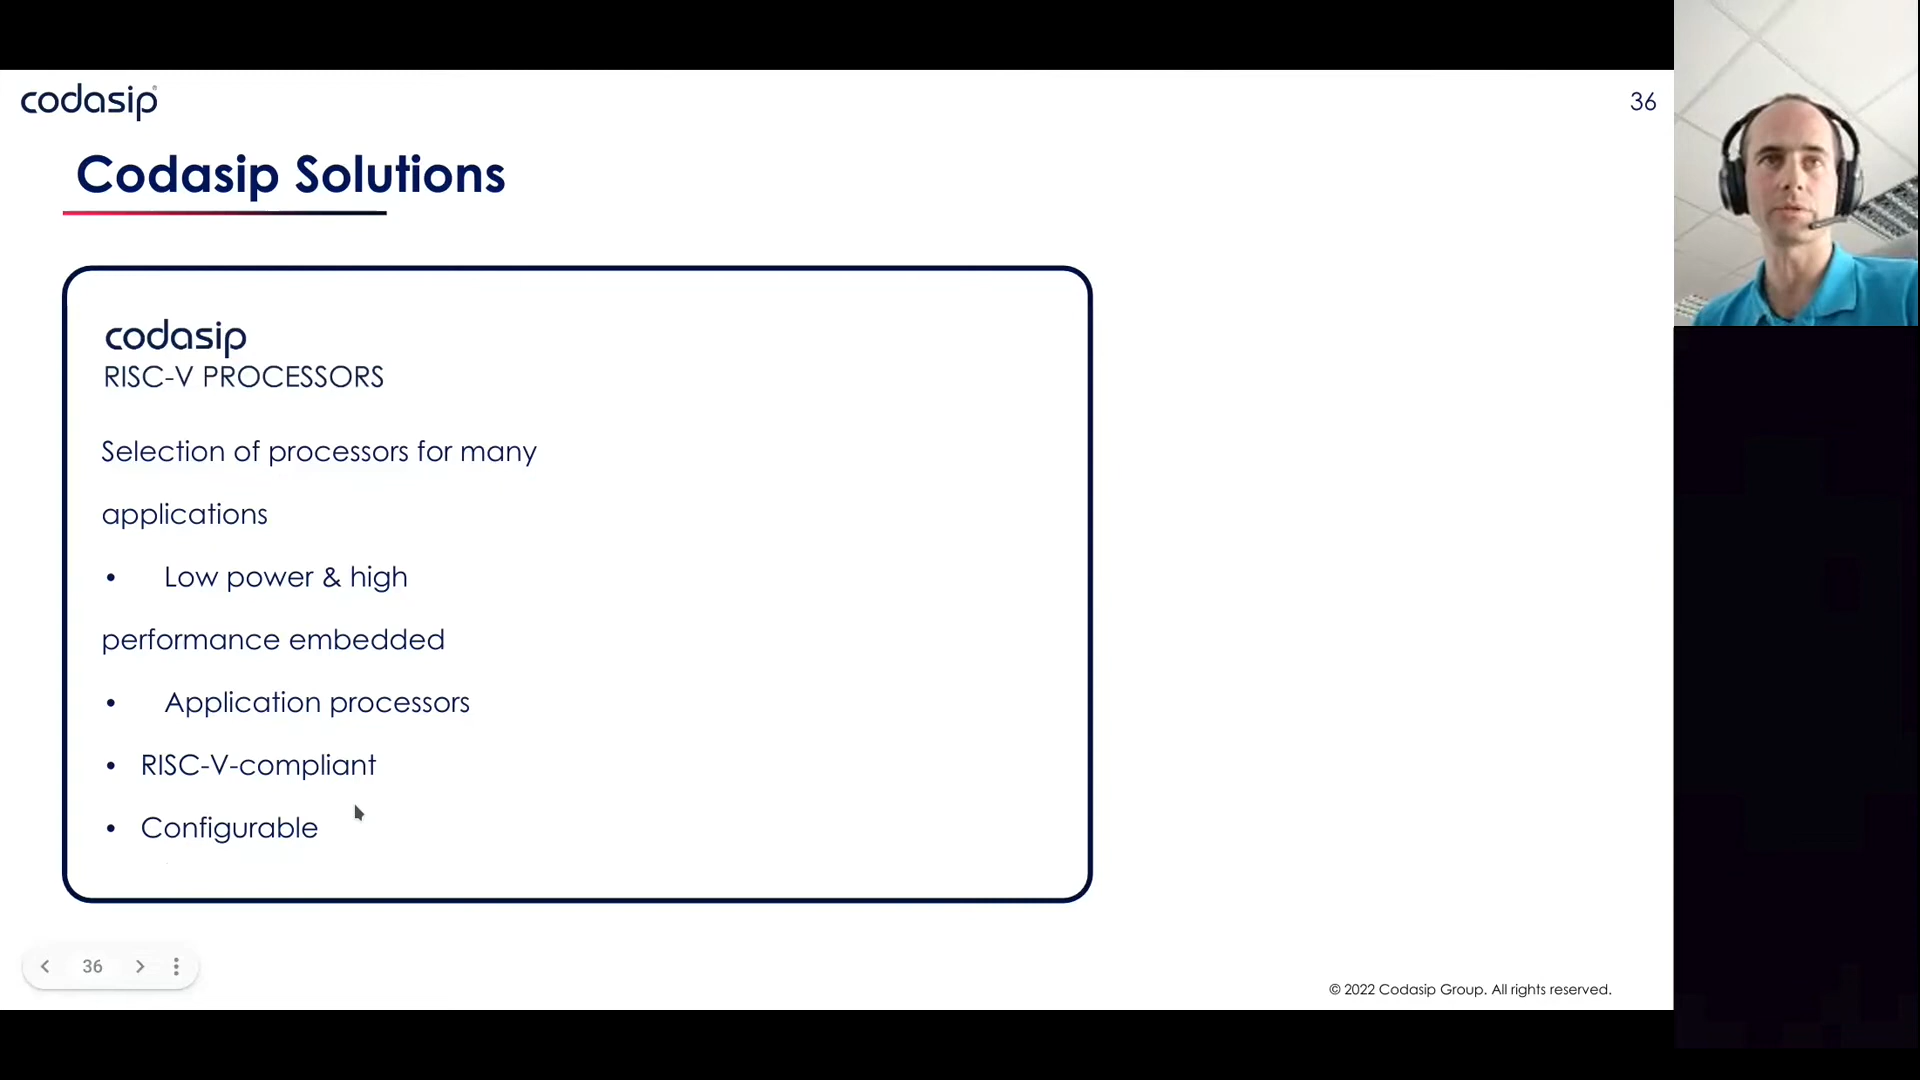 codasip
36
Codasip Solutions
codasip
RISC-V PROCESSORS
Selection of processors for many
applications
• Low power & high
performance embedded
• Application processors
• RISC-V-compliant
• Configurable
36
© 2022 Codasip Group. All rights reserved.